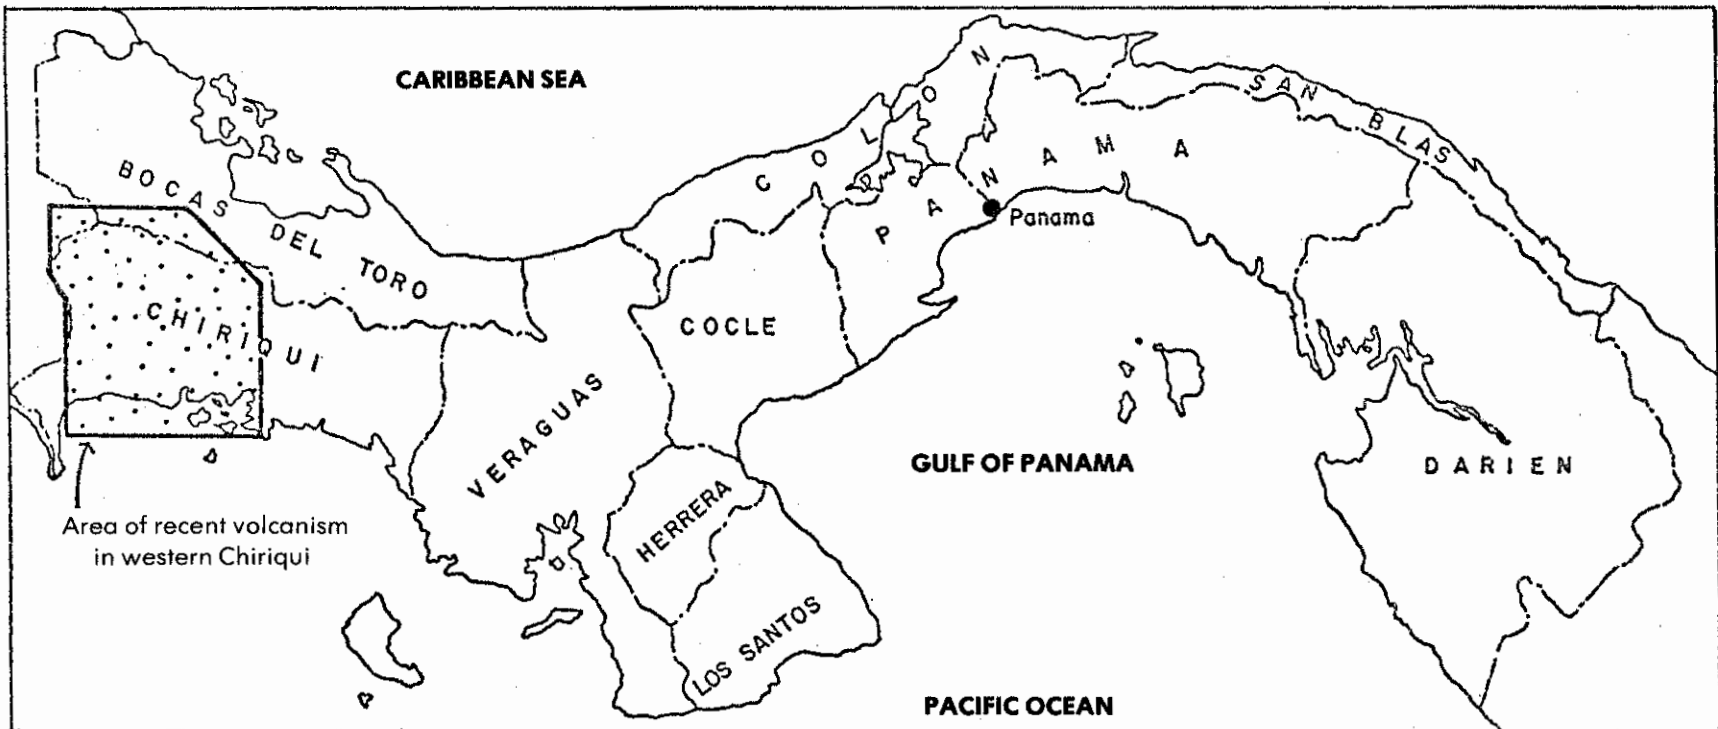 CARIBBEAN SEA
COLON
SAN BLAS
PANAMA
Panama
BOCAS DEL TORO
CHIRIQUI
COCLE
VERAGUAS
HERRERA
LOS SANTOS
GULF OF PANAMA
DARIEN
Area of recent volcanism
in western Chiriqui
PACIFIC OCEAN